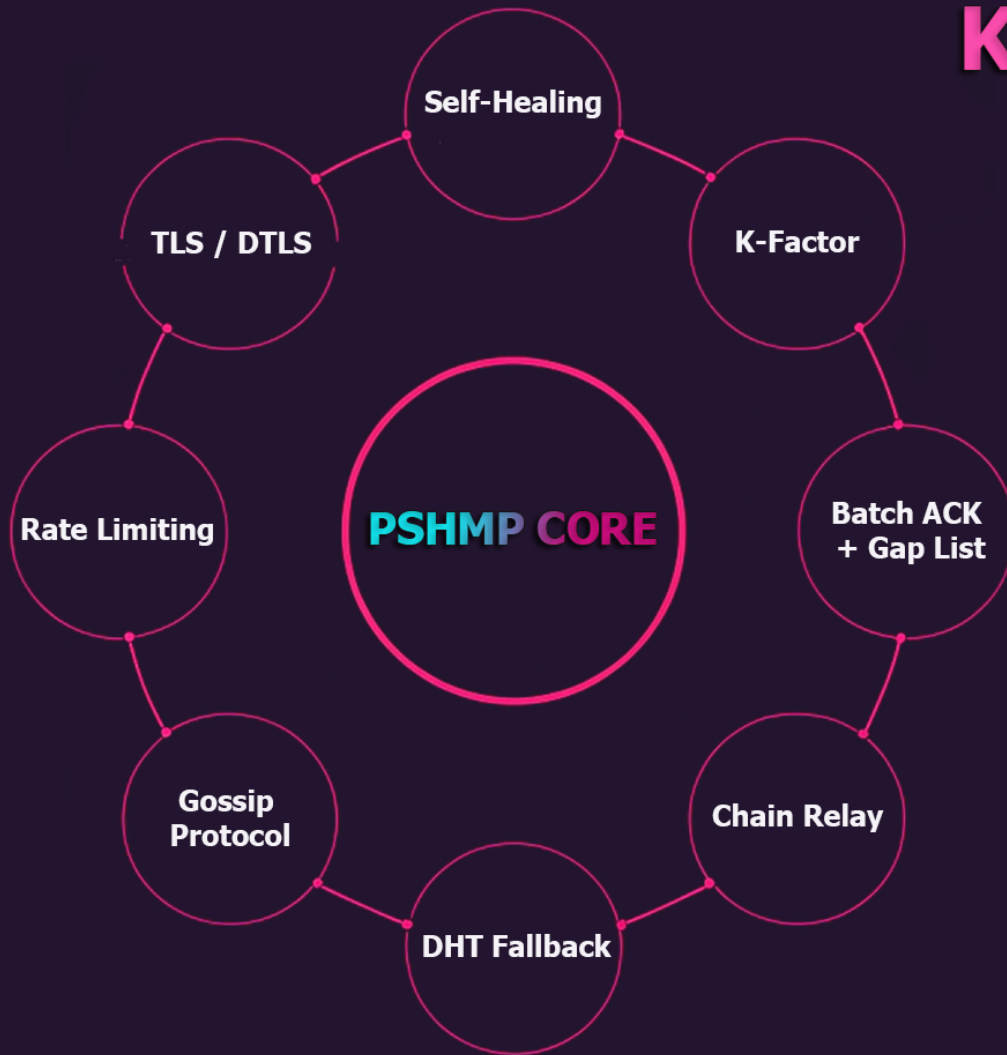 K
Self-Healing
TLS / DTLS
K-Factor
Rate Limiting
PSHMP CORE
Batch ACK
+ Gap List
Gossip
Protocol
Chain Relay
DHT Fallback